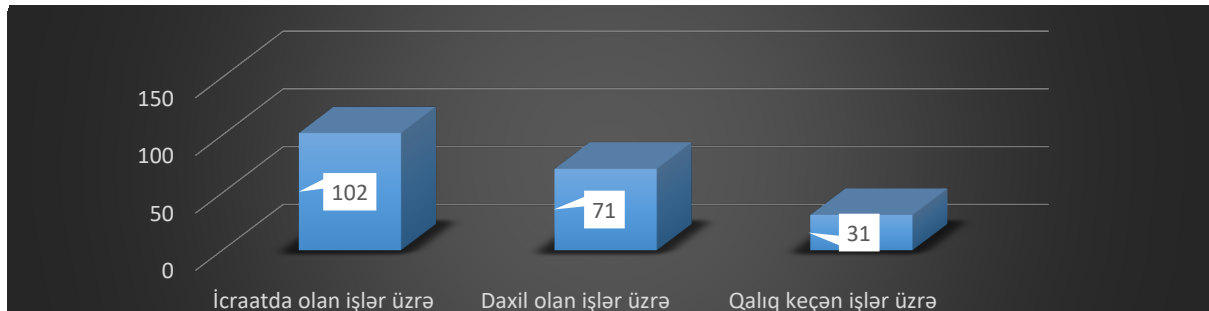 150
100
50
0
102
71
31
İcraatda olan işlər üzrə
Daxil olan işlər üzrə
Qalıq keçən işlər üzrə